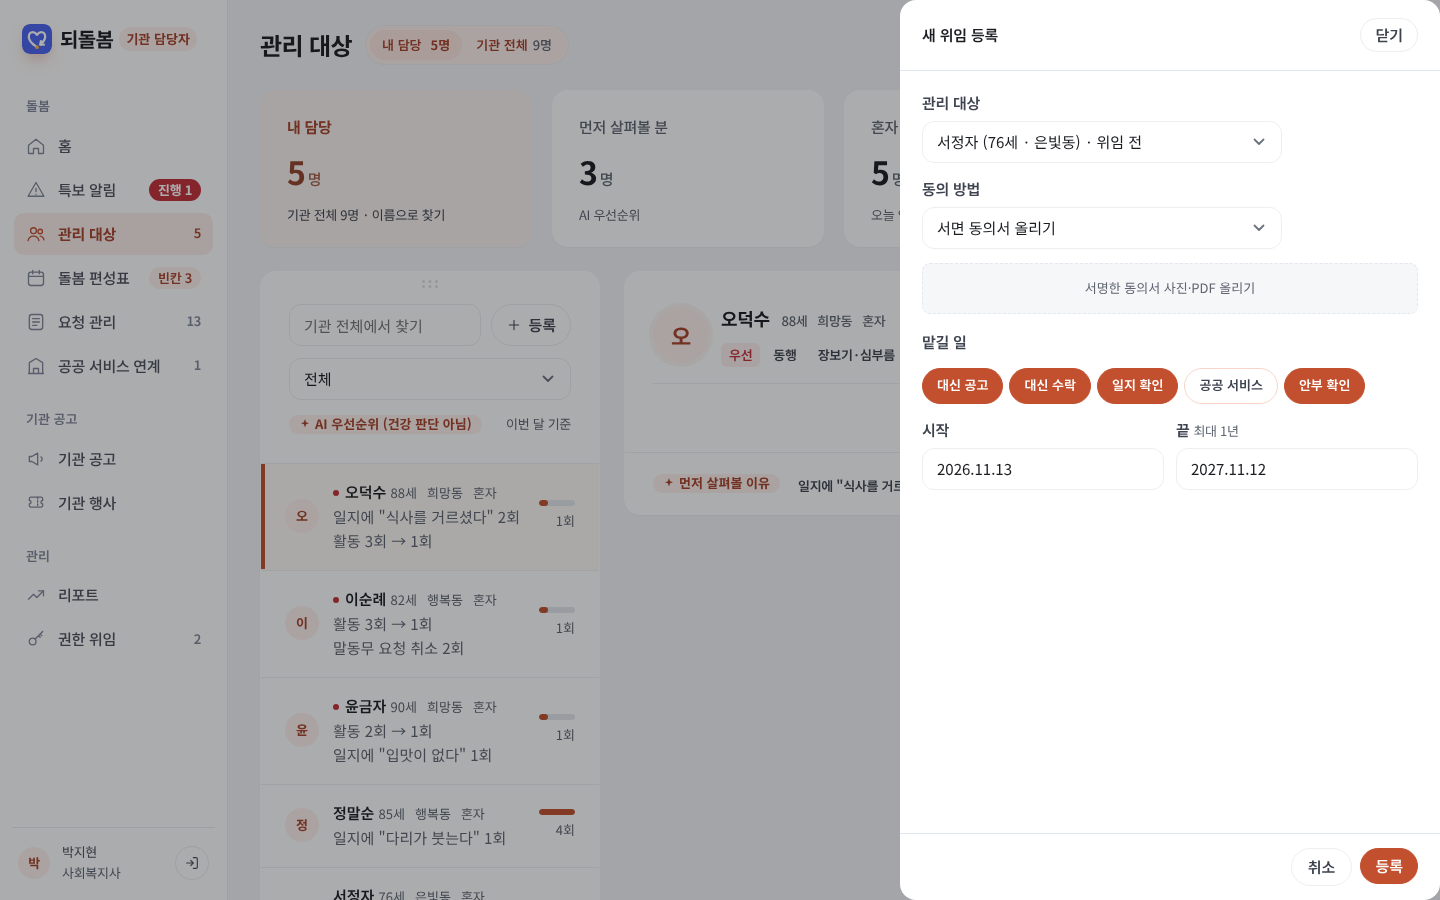 되돌봄 기관 담당자
돌봄
홈
특보 알림 진행 1
관리 대상 5
돌봄 편성표 빈칸 3
요청 관리 13
공공 서비스 연계 1
기관 공고
기관 공고
기관 행사
관리
리포트
권한 위임 2
박 박지현
사회복지사
관리 대상 내 담당 5명 기관 전체 9명
내 담당
5명
기관 전체 9명 · 이름으로 찾기
먼저 살펴볼 분
3명
AI 우선순위
혼자
5
오늘
기관 전체에서 찾기 + 등록
전체
AI 우선순위 (건강 판단 아님) 이번 달 기준
오 오덕수 88세 희망동 혼자
일지에 "식사를 거르셨다" 2회
활동 3회 → 1회
1회
이 이순례 82세 행복동 혼자
활동 3회 → 1회
말동무 요청 취소 2회
1회
윤 윤금자 90세 희망동 혼자
활동 2회 → 1회
일지에 "입맛이 없다" 1회
1회
정 정말순 85세 행복동 혼자
일지에 "다리가 붓는다" 1회
4회
서정자 76세 은빛동 혼자
오 오덕수 88세 희망동 혼자
우선 동행 장보기·심부름
먼저 살펴볼 이유 일지에 "식사를 거르
새 위임 등록 닫기
관리 대상
서정자 (76세 · 은빛동) · 위임 전
동의 방법
서면 동의서 올리기
서명한 동의서 사진·PDF 올리기
맡길 일
대신 공고 대신 수락 일지 확인 공공 서비스 안부 확인
시작
2026.11.13
끝 최대 1년
2027.11.12
취소 등록